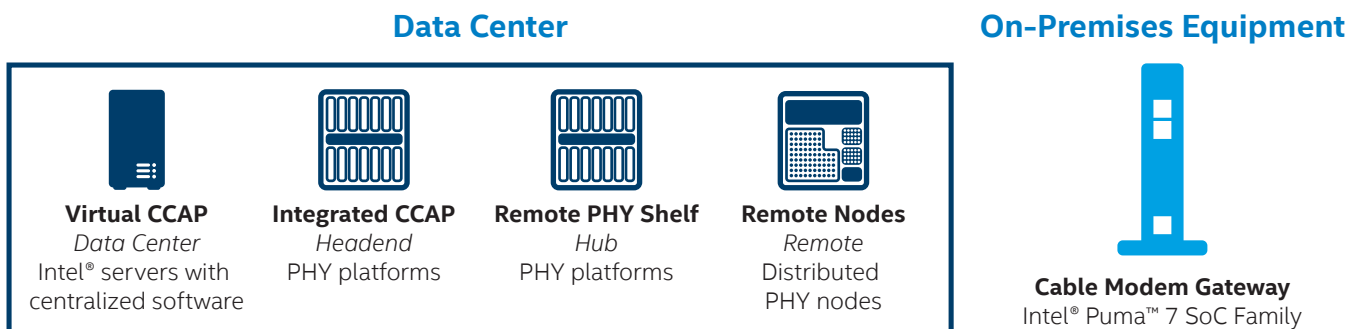 Data Center
On-Premises Equipment
Virtual CCAP
Data Center
Intel® servers with
centralized software
Integrated CCAP
Headend
PHY platforms
Remote PHY Shelf
Hub
PHY platforms
Remote Nodes
Remote
Distributed
PHY nodes
Cable Modem Gateway
Intel® Puma™ 7 SoC Family